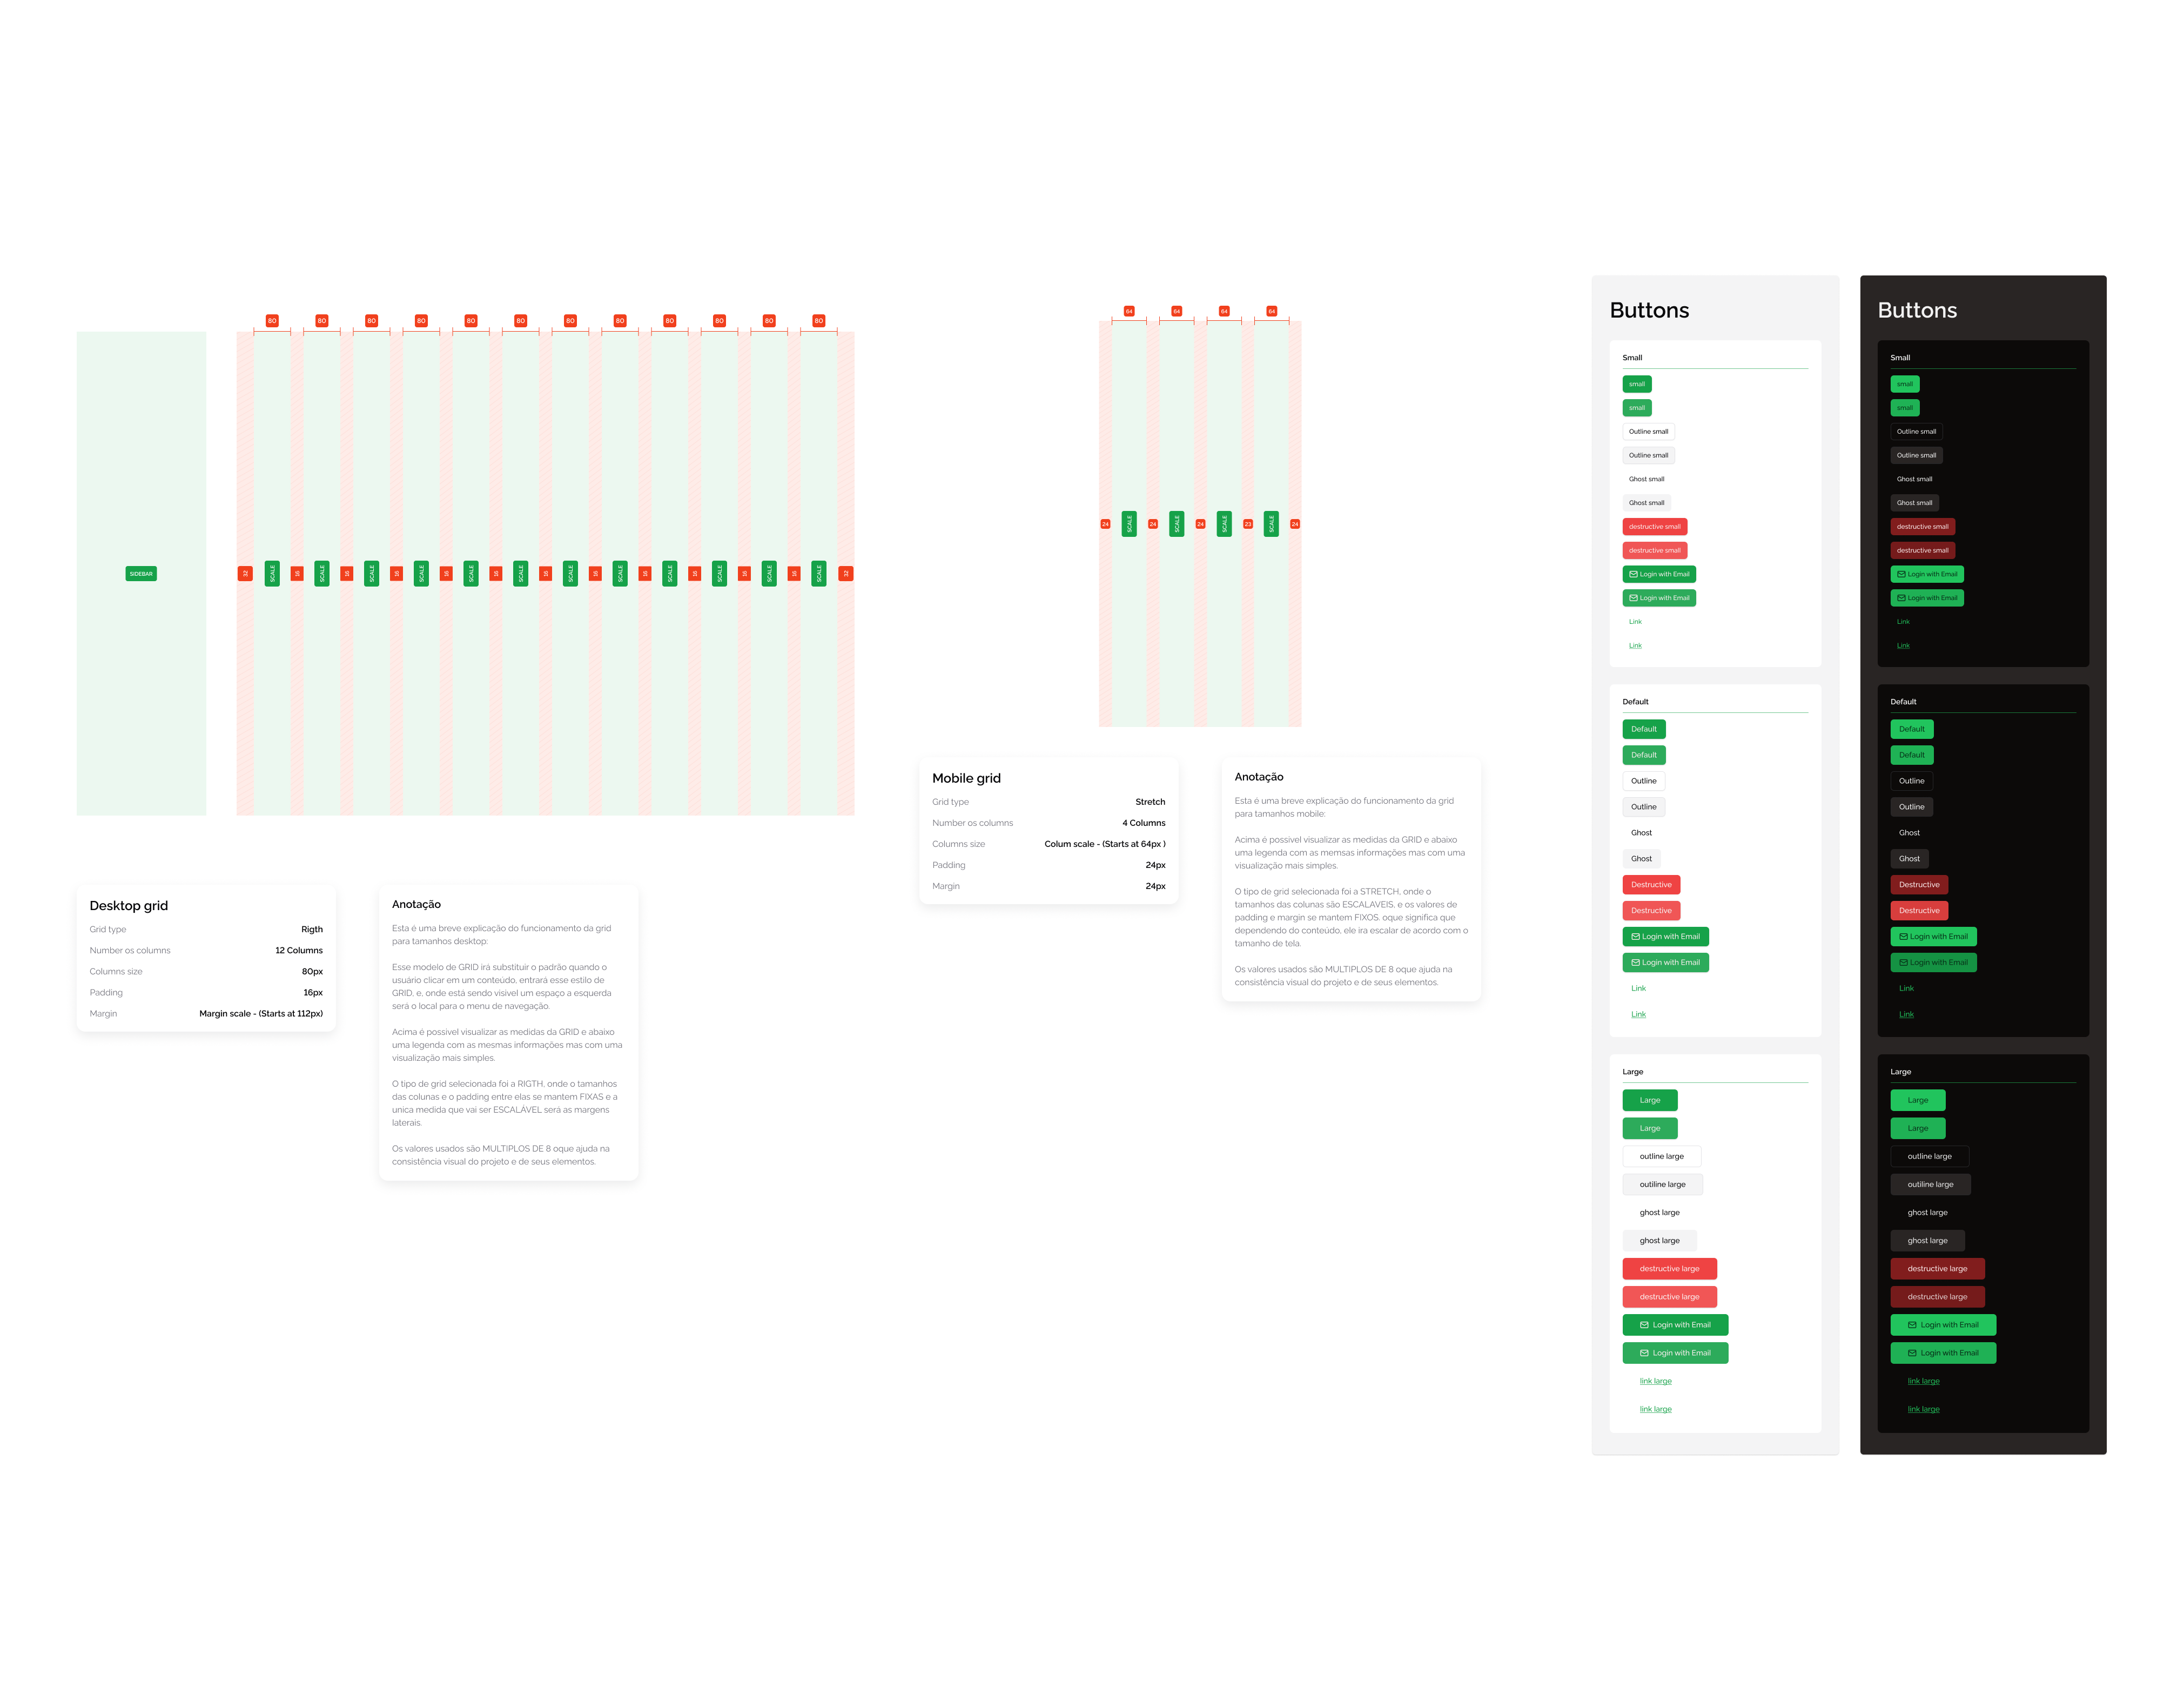 80 80 80 80 80 80 80 80 80 80 80 80
SIDEBAR
32 SCALE 16 SCALE 16 SCALE 16 SCALE 16 SCALE 16 SCALE 16 SCALE 16 SCALE 16 SCALE 16 SCALE 16 SCALE 16 SCALE 32
Desktop grid
Grid type Rigth
Number os columns 12 Columns
Columns size 80px
Padding 16px
Margin Margin scale - (Starts at 112px)
Anotação
Esta é uma breve explicação do funcionamento da grid
para tamanhos desktop:
Esse modelo de GRID irá substituir o padrão quando o
usuário clicar em um conteúdo, entrará esse estilo de
GRID, e, onde está sendo visivel um espaço a esquerda
será o local para o menu de navegação.
Acima é possivel visualizar as medidas da GRID e abaixo
uma legenda com as mesmas informações mas com uma
visualização mais simples.
O tipo de grid selecionada foi a RIGTH, onde o tamanhos
das colunas e o padding entre elas se mantem FIXAS e a
unica medida que vai ser ESCALÁVEL será as margens
laterais.
Os valores usados são MULTIPLOS DE 8 oque ajuda na
consistência visual do projeto e de seus elementos.
64 64 64 64
24 SCALE 24 SCALE 24 SCALE 23 SCALE 24
Mobile grid
Grid type Stretch
Number os columns 4 Columns
Columns size Colum scale - (Starts at 64px )
Padding 24px
Margin 24px
Anotação
Esta é uma breve explicação do funcionamento da grid
para tamanhos mobile:
Acima é possivel visualizar as medidas da GRID e abaixo
uma legenda com as memsas informações mas com uma
visualização mais simples.
O tipo de grid selecionada foi a STRETCH, onde o
tamanhos das colunas são ESCALAVEIS, e os valores de
padding e margin se mantem FIXOS. oque significa que
dependendo do conteúdo, ele ira escalar de acordo com o
tamanho de tela.
Os valores usados são MULTIPLOS DE 8 oque ajuda na
consistência visual do projeto e de seus elementos.
Buttons
Small
small
small
Outline small
Outline small
Ghost small
Ghost small
destructive small
destructive small
Login with Email
Login with Email
Link
Link
Default
Default
Default
Outline
Outline
Ghost
Ghost
Destructive
Destructive
Login with Email
Login with Email
Link
Link
Large
Large
Large
outline large
outiline large
ghost large
ghost large
destructive large
destructive large
Login with Email
Login with Email
link large
link large
Buttons
Small
small
small
Outline small
Outline small
Ghost small
Ghost small
destructive small
destructive small
Login with Email
Login with Email
Link
Link
Default
Default
Default
Outline
Outline
Ghost
Ghost
Destructive
Destructive
Login with Email
Login with Email
Link
Link
Large
Large
Large
outline large
outiline large
ghost large
ghost large
destructive large
destructive large
Login with Email
Login with Email
link large
link large